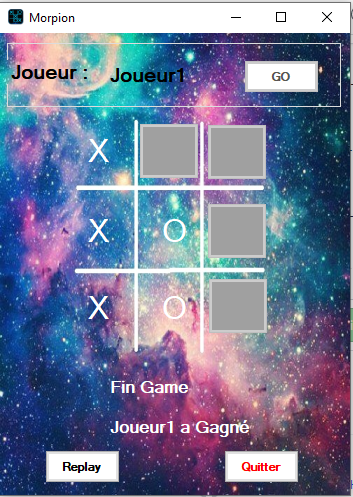 Morpion
Joueur : Joueur1 GO
X
X O
X O
Fin Game
Joueur1 a Gagné
Replay Quitter